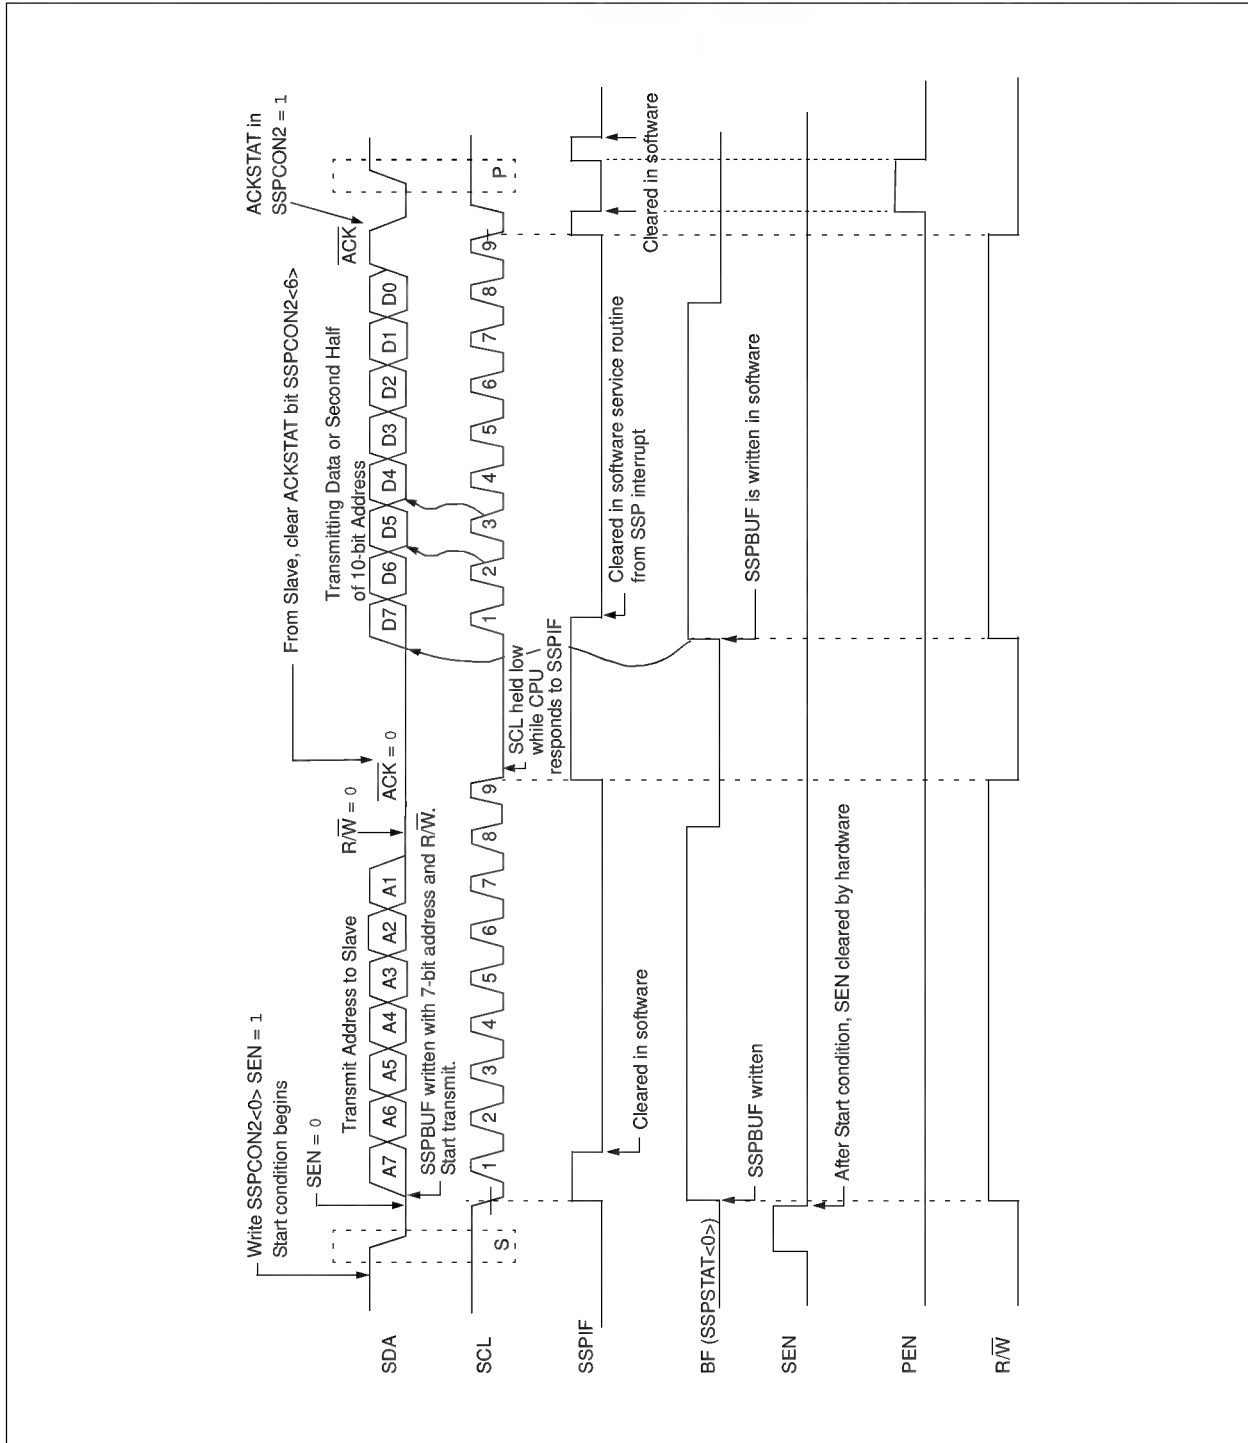 Write SSPCON2<0> SEN = 1
Start condition begins
SEN = 0
Transmit Address to Slave
R/W = 0
From Slave, clear ACKSTAT bit SSPCON2<6>
ACK = 0
Transmitting Data or Second Half
of 10-bit Address
ACKSTAT in
SSPCON2 = 1
ACK
SDA
A7 A6 A5 A4 A3 A2 A1
D7 D6 D5 D4 D3 D2 D1 D0
SSPBUF written with 7-bit address and R/W.
Start transmit.
SCL
S
1 2 3 4 5 6 7 8 9
1 2 3 4 5 6 7 8 9
P
SCL held low
while CPU
responds to SSPIF
SSPIF
Cleared in software
Cleared in software service routine
from SSP interrupt
Cleared in software
BF (SSPSTAT<0>)
SSPBUF written
SSPBUF is written in software
SEN
After Start condition, SEN cleared by hardware
PEN
R/W